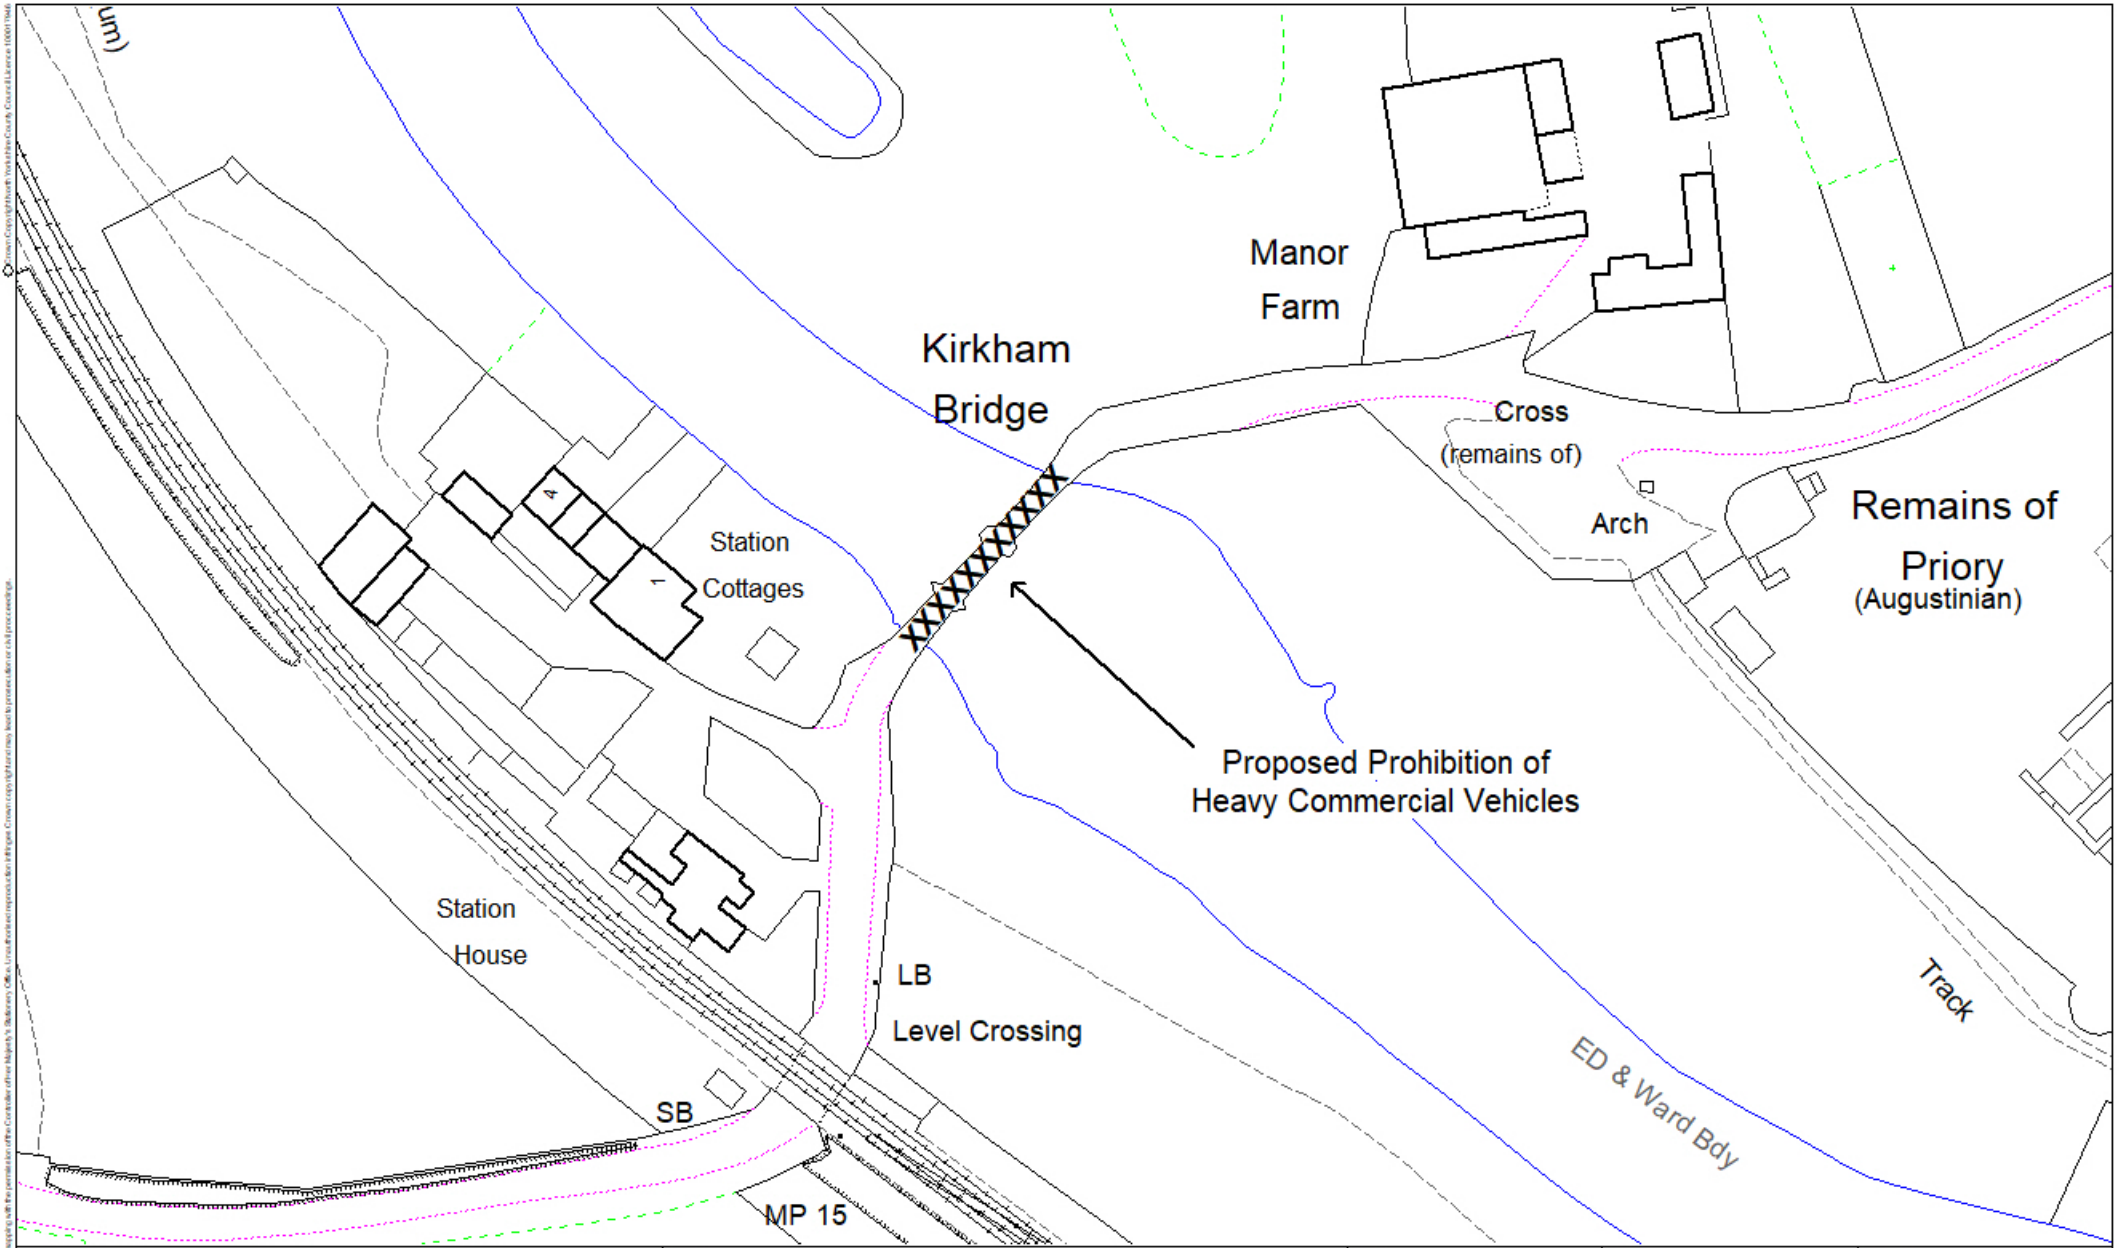 um)
Manor
Farm
Kirkham
Bridge
Cross
(remains of)
Arch
Remains of
Priory
(Augustinian)
4
1
Station
Cottages
XXXXXXXXXXXXX
Proposed Prohibition of
Heavy Commercial Vehicles
Station
House
LB
Level Crossing
Track
ED & Ward Bdy
SB
MP 15